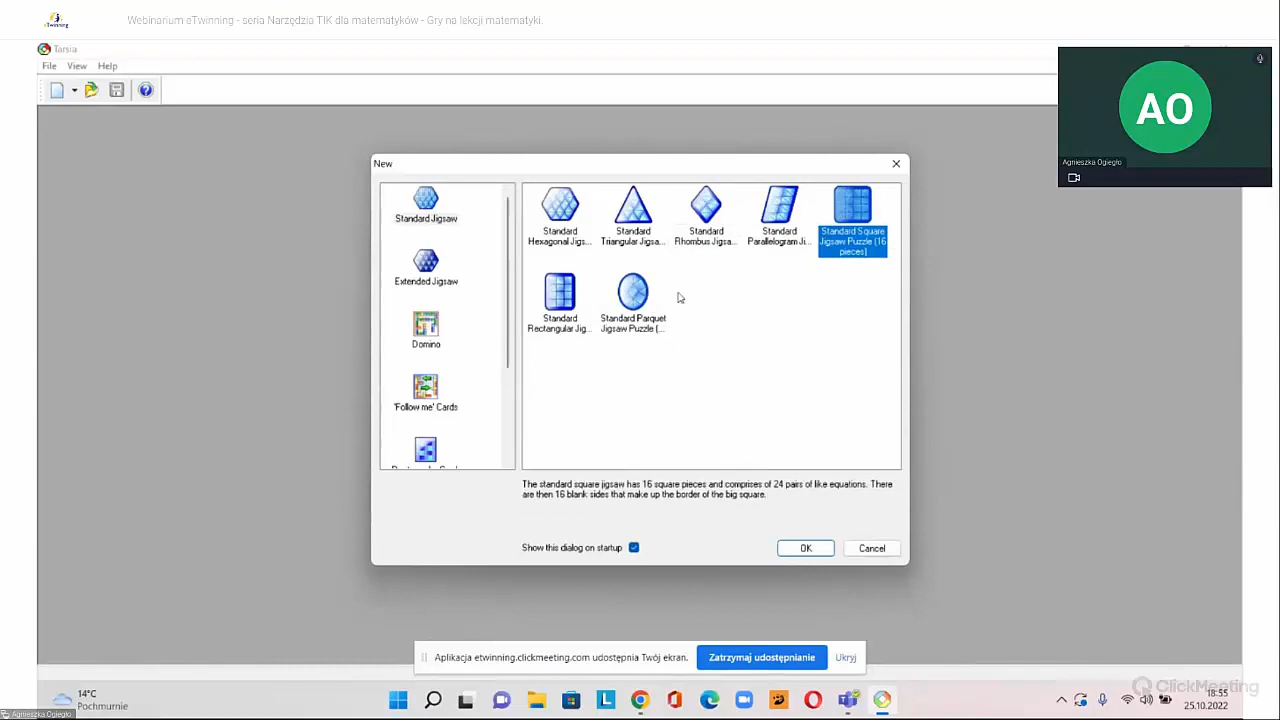 eTwinning
Webinarium eTwinning - seria Narzędzia TIK dla matematyków - Gry na lekcji matematyki.
Tarsia
File View Help
AO
Agnieszka Ogiegło
New
Standard Jigsaw
Extended Jigsaw
Domino
'Follow me' Cards
Standard
Hexagonal Jigs...
Standard
Triangular Jigsa...
Standard
Rhombus Jigsa...
Standard
Parallelogram Ji...
Standard Square
Jigsaw Puzzle (16
pieces)
Standard
Rectangular Jig...
Standard Parquet
Jigsaw Puzzle (...
The standard square jigsaw has 16 square pieces and comprises of 24 pairs of like equations. There
are then 16 blank sides that make up the border of the big square.
Show this dialog on startup
OK Cancel
Aplikacja etwinning.clickmeeting.com udostępnia Twój ekran. Zatrzymaj udostępnianie Ukryj
14°C
Pochmurnie
ClickMeeting
18:55
25.10.2022
Agnieszka Ogiegło